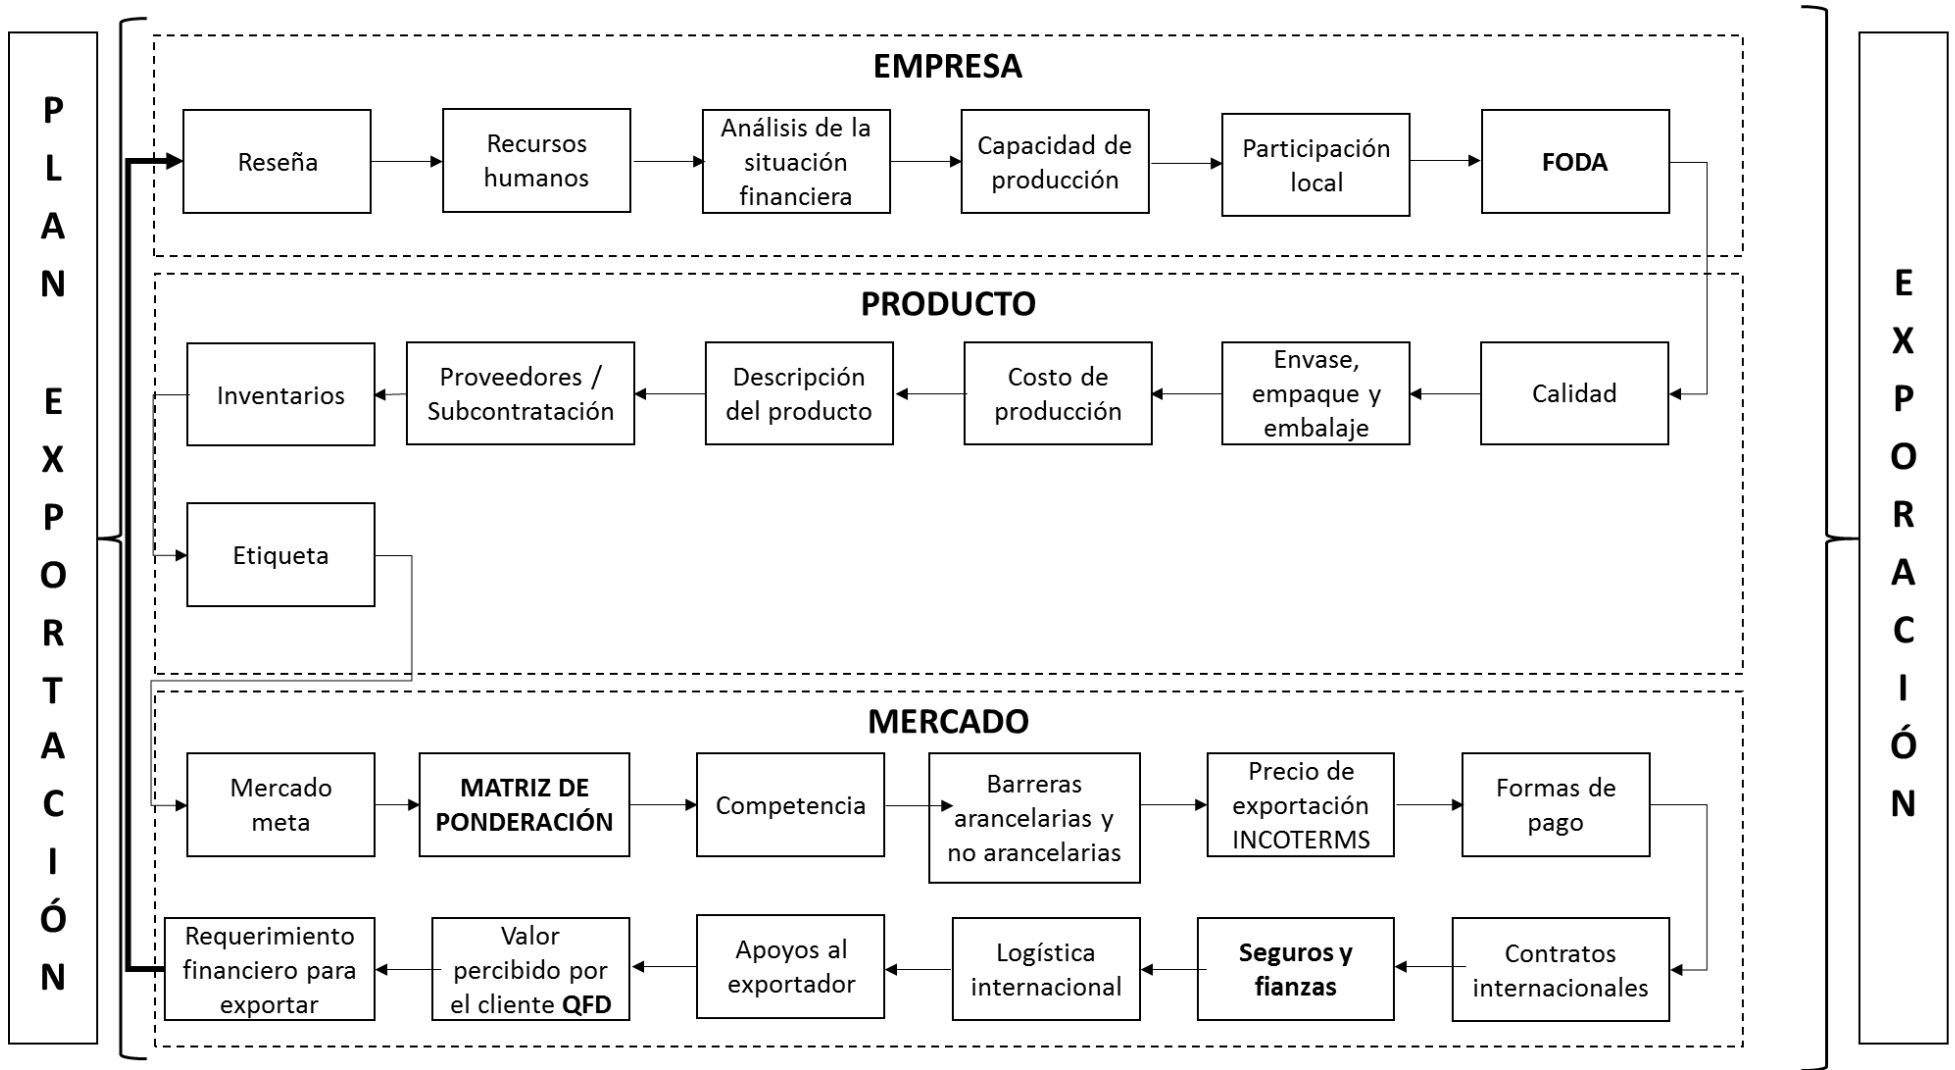 PLAN EXPORTACIÓN
EMPRESA
Reseña
Recursos
humanos
Análisis de la
situación
financiera
Capacidad de
producción
Participación
local
FODA
PRODUCTO
Inventarios
Proveedores /
Subcontratación
Descripción
del producto
Costo de
producción
Envase,
empaque y
embalaje
Calidad
Etiqueta
MERCADO
Mercado
meta
MATRIZ DE
PONDERACIÓN
Competencia
Barreras
arancelarias y
no arancelarias
Precio de
exportación
INCOTERMS
Formas de
pago
Requerimiento
financiero para
exportar
Valor
percibido por
el cliente QFD
Apoyos al
exportador
Logística
internacional
Seguros y
fianzas
Contratos
internacionales
EXPORACIÓN